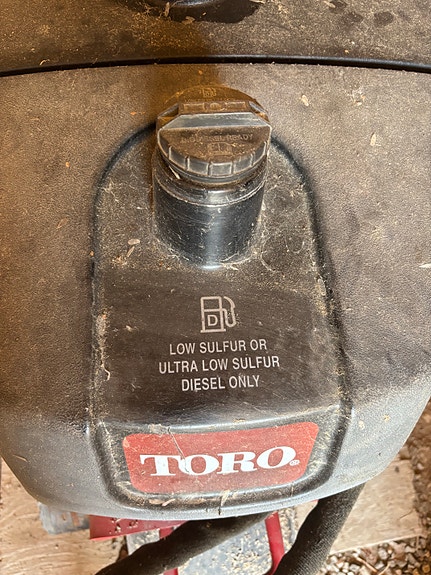 D
LOW SULFUR OR
ULTRA LOW SULFUR
DIESEL ONLY
TORO®